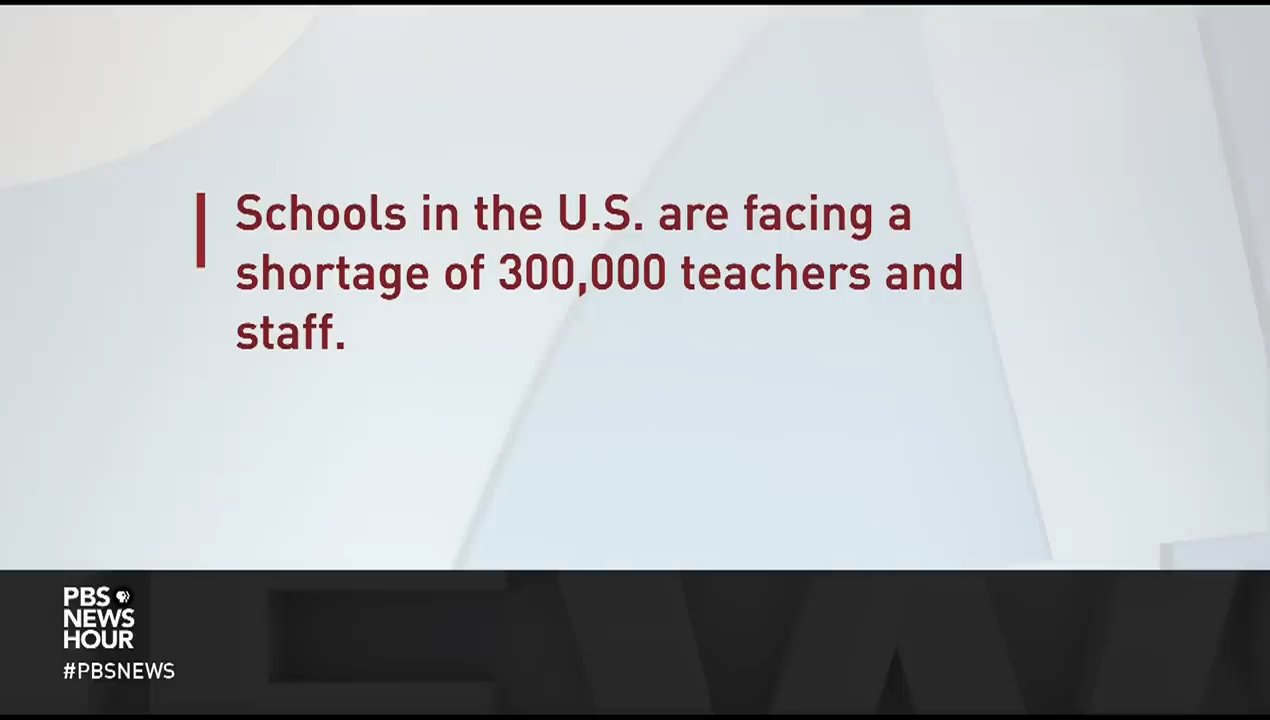 Schools in the U.S. are facing a
shortage of 300,000 teachers and
staff.
PBS
NEWS
HOUR
#PBSNEWS